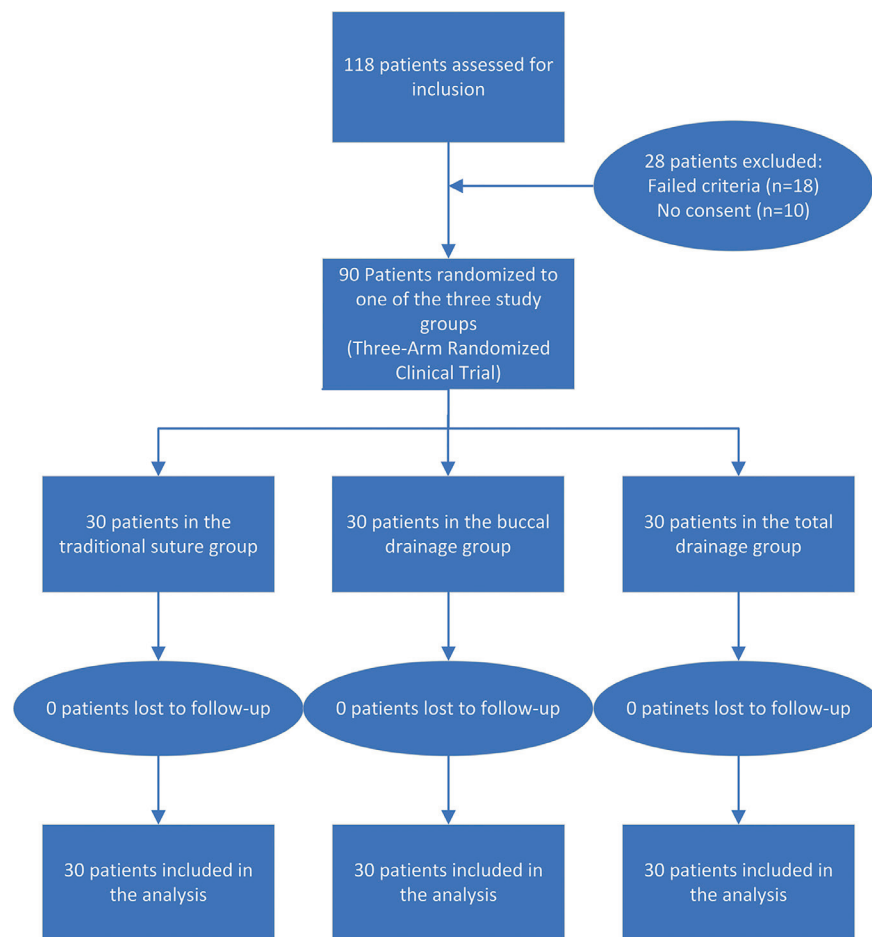 118 patients assessed for
inclusion
28 patients excluded:
Failed criteria (n=18)
No consent (n=10)
90 Patients randomized to
one of the three study
groups
(Three-Arm Randomized
Clinical Trial)
30 patients in the
traditional suture group
30 patients in the buccal
drainage group
30 patients in the total
drainage group
0 patients lost to follow-up
0 patients lost to follow-up
0 patinets lost to follow-up
30 patients included in
the analysis
30 patients included in
the analysis
30 patients included in
the analysis